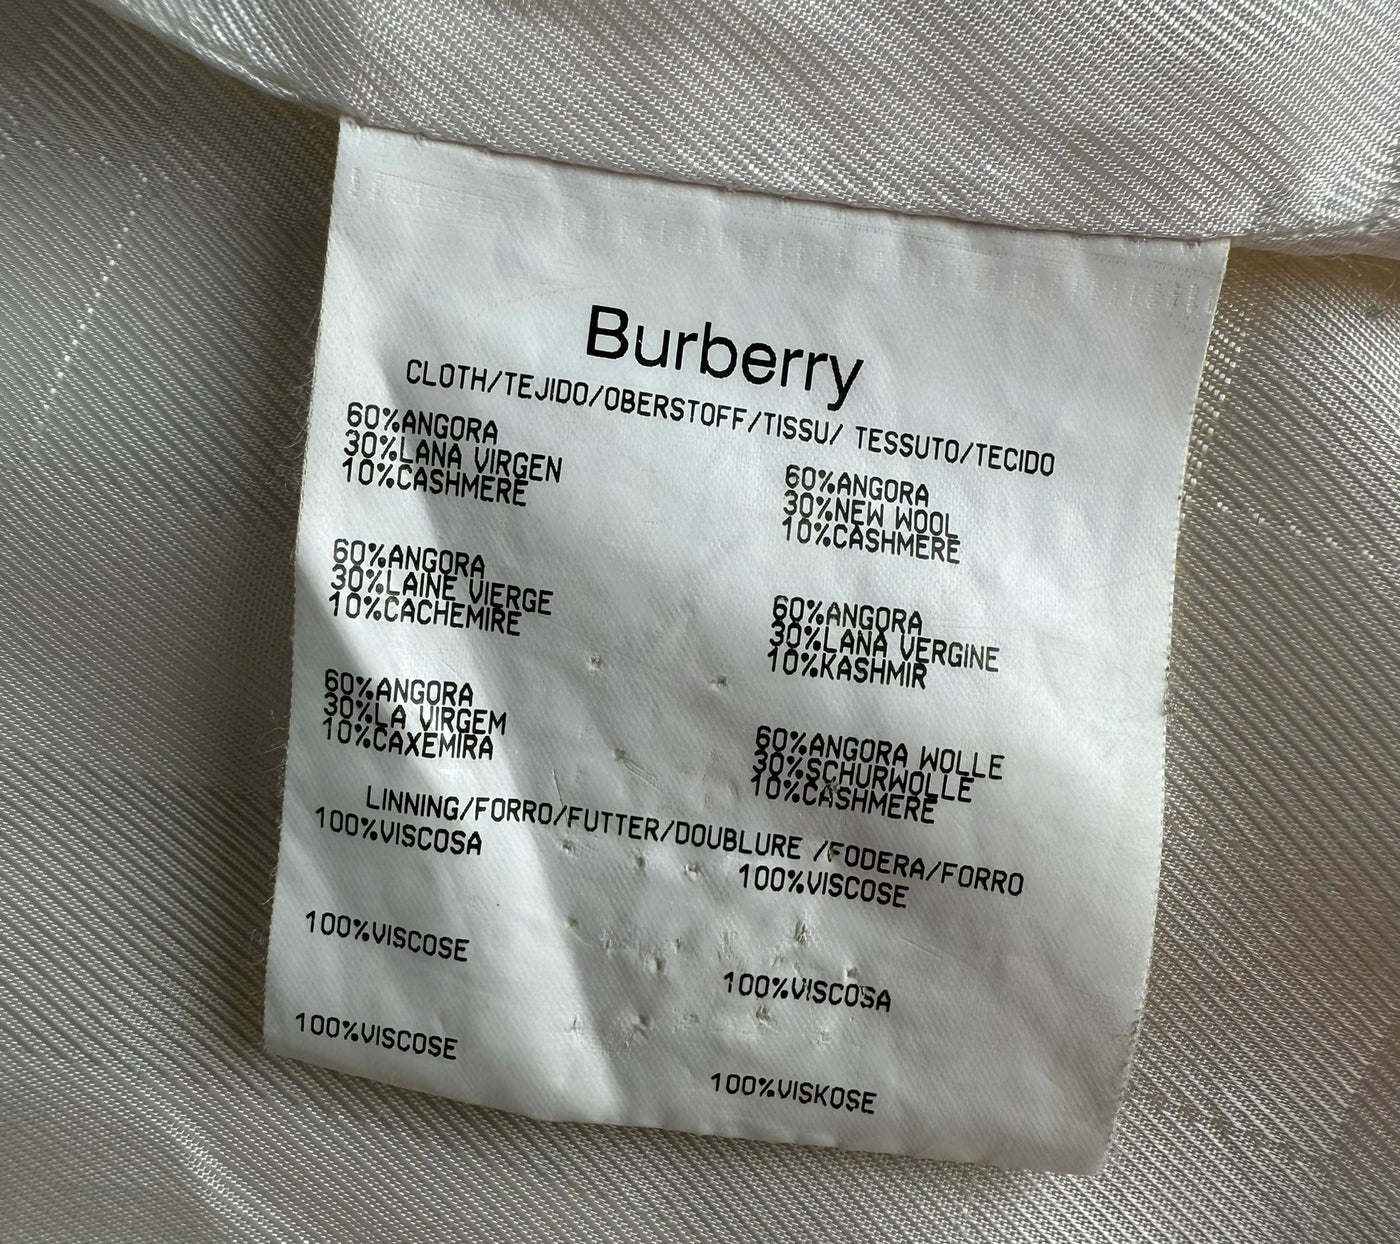 Burberry
CLOTH/TEJIDO/OBERSTOFF/TISSU/ TESSUTO/TECIDO
60%ANGORA
30%LANA VIRGEN
10%CASHMERE
60%ANGORA
30%NEW WOOL
10%CASHMERE
60%ANGORA
30%LAINE VIERGE
10%CACHEMIRE
60%ANGORA
30%LANA VERGINE
10%KASHMIR
60%ANGORA
30%LA VIRGEM
10%CAXEMIRA
60%ANGORA WOLLE
30%SCHURWOLLE
10%CASHMERE
LINNING/FORRO/FUTTER/DOUBLURE /FODERA/FORRO
100%VISCOSA
100%VISCOSE
100%VISCOSE
100%VISCOSA
100%VISCOSE
100%VISKOSE